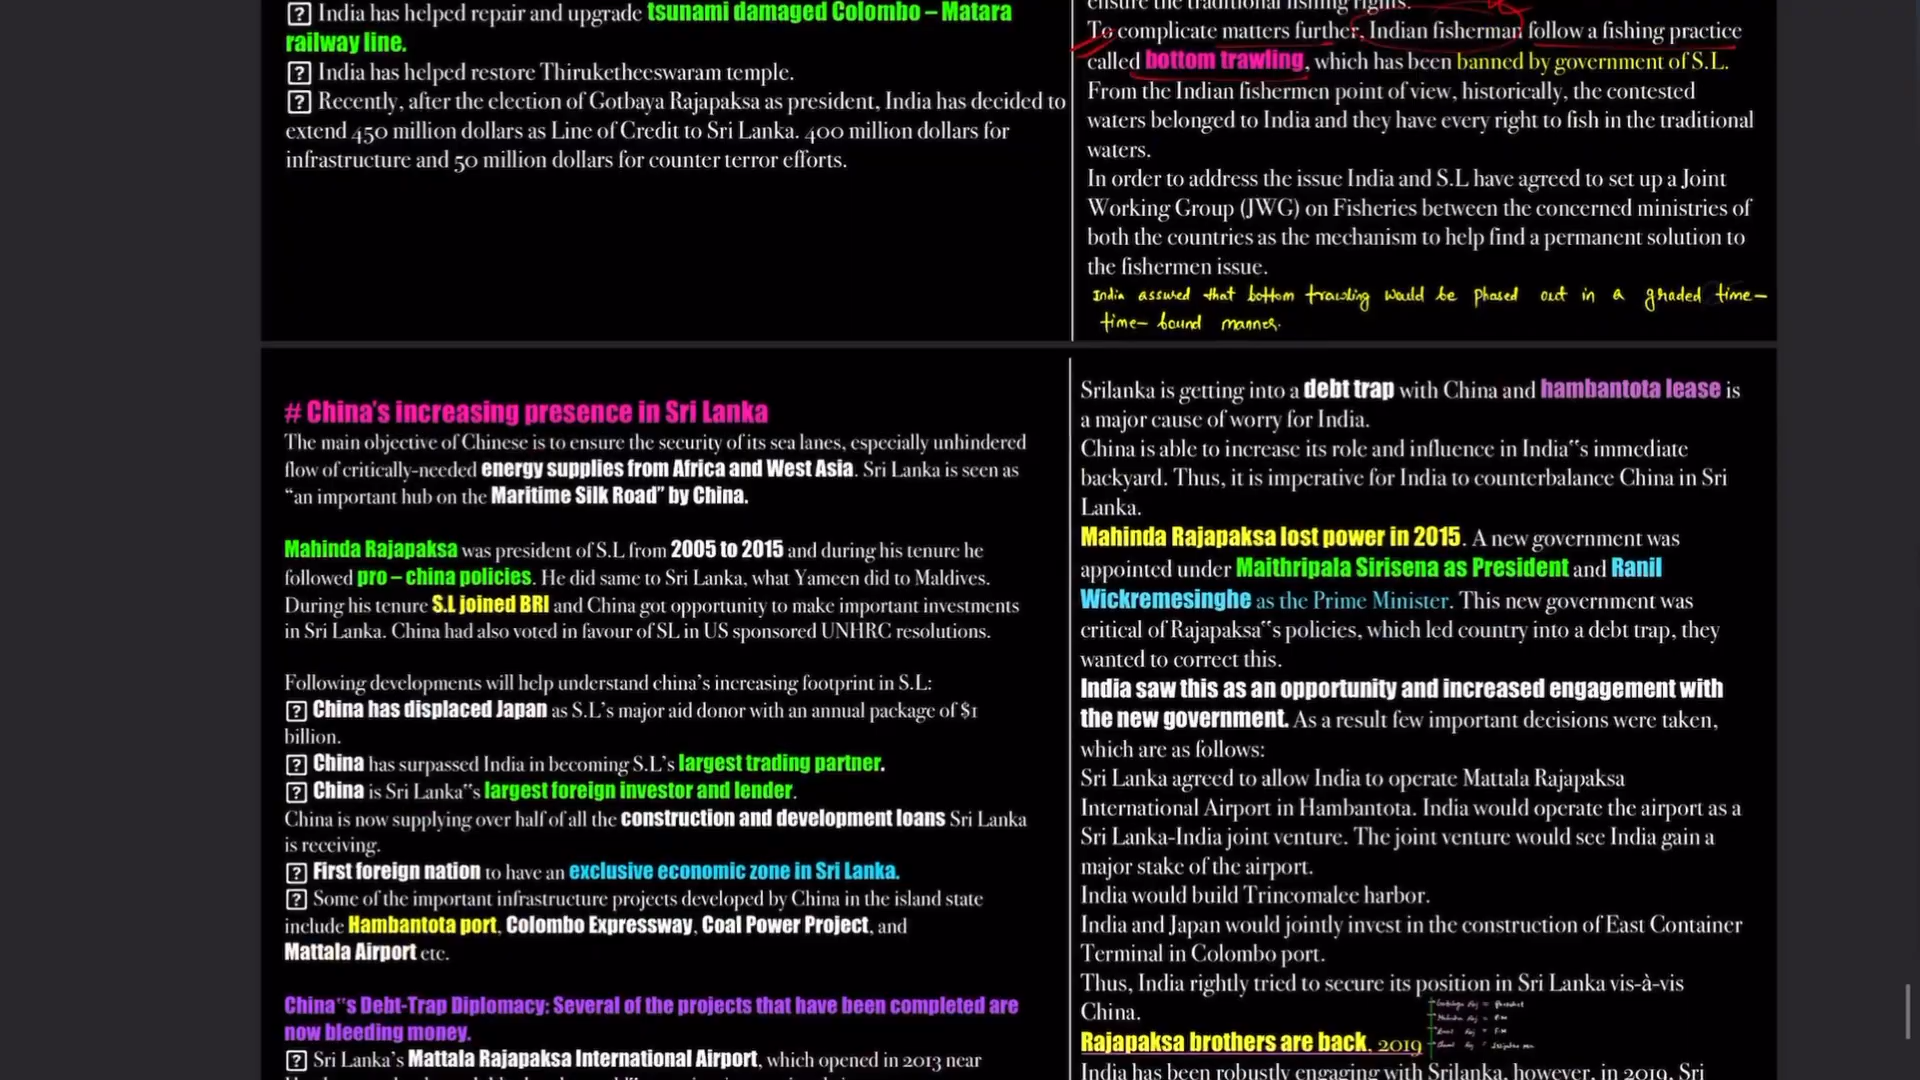 ? India has helped repair and upgrade tsunami damaged Colombo – Matara
railway line.
? India has helped restore Thiruketheeswaram temple.
? Recently, after the election of Gotbaya Rajapaksa as president, India has decided to
extend 450 million dollars as Line of Credit to Sri Lanka. 400 million dollars for
infrastructure and 50 million dollars for counter terror efforts.
ensure the traditional fishing rights.
To complicate matters further, Indian fisherman follow a fishing practice
called bottom trawling, which has been banned by government of S.L.
From the Indian fishermen point of view, historically, the contested
waters belonged to India and they have every right to fish in the traditional
waters.
In order to address the issue India and S.L have agreed to set up a Joint
Working Group (JWG) on Fisheries between the concerned ministries of
both the countries as the mechanism to help find a permanent solution to
the fishermen issue.
India assured that bottom trawling would be phased out in a graded time–
time– bound manner.
# China's increasing presence in Sri Lanka
The main objective of Chinese is to ensure the security of its sea lanes, especially unhindered
flow of critically-needed energy supplies from Africa and West Asia. Sri Lanka is seen as
“an important hub on the Maritime Silk Road” by China.
Mahinda Rajapaksa was president of S.L from 2005 to 2015 and during his tenure he
followed pro – china policies. He did same to Sri Lanka, what Yameen did to Maldives.
During his tenure S.L joined BRI and China got opportunity to make important investments
in Sri Lanka. China had also voted in favour of SL in US sponsored UNHRC resolutions.
Following developments will help understand china's increasing footprint in S.L:
? China has displaced Japan as S.L's major aid donor with an annual package of $1
billion.
? China has surpassed India in becoming S.L's largest trading partner.
? China is Sri Lanka‟s largest foreign investor and lender.
China is now supplying over half of all the construction and development loans Sri Lanka
is receiving.
? First foreign nation to have an exclusive economic zone in Sri Lanka.
? Some of the important infrastructure projects developed by China in the island state
include Hambantota port, Colombo Expressway, Coal Power Project, and
Mattala Airport etc.
China‟s Debt-Trap Diplomacy: Several of the projects that have been completed are
now bleeding money.
? Sri Lanka's Mattala Rajapaksa International Airport, which opened in 2013 near
Srilanka is getting into a debt trap with China and hambantota lease is
a major cause of worry for India.
China is able to increase its role and influence in India‟s immediate
backyard. Thus, it is imperative for India to counterbalance China in Sri
Lanka.
Mahinda Rajapaksa lost power in 2015. A new government was
appointed under Maithripala Sirisena as President and Ranil
Wickremesinghe as the Prime Minister. This new government was
critical of Rajapaksa‟s policies, which led country into a debt trap, they
wanted to correct this.
India saw this as an opportunity and increased engagement with
the new government. As a result few important decisions were taken,
which are as follows:
Sri Lanka agreed to allow India to operate Mattala Rajapaksa
International Airport in Hambantota. India would operate the airport as a
Sri Lanka-India joint venture. The joint venture would see India gain a
major stake of the airport.
India would build Trincomalee harbor.
India and Japan would jointly invest in the construction of East Container
Terminal in Colombo port.
Thus, India rightly tried to secure its position in Sri Lanka vis-à-vis
China.
Rajapaksa brothers are back, 2019
India has been robustly engaging with Srilanka, however, in 2019, Sri